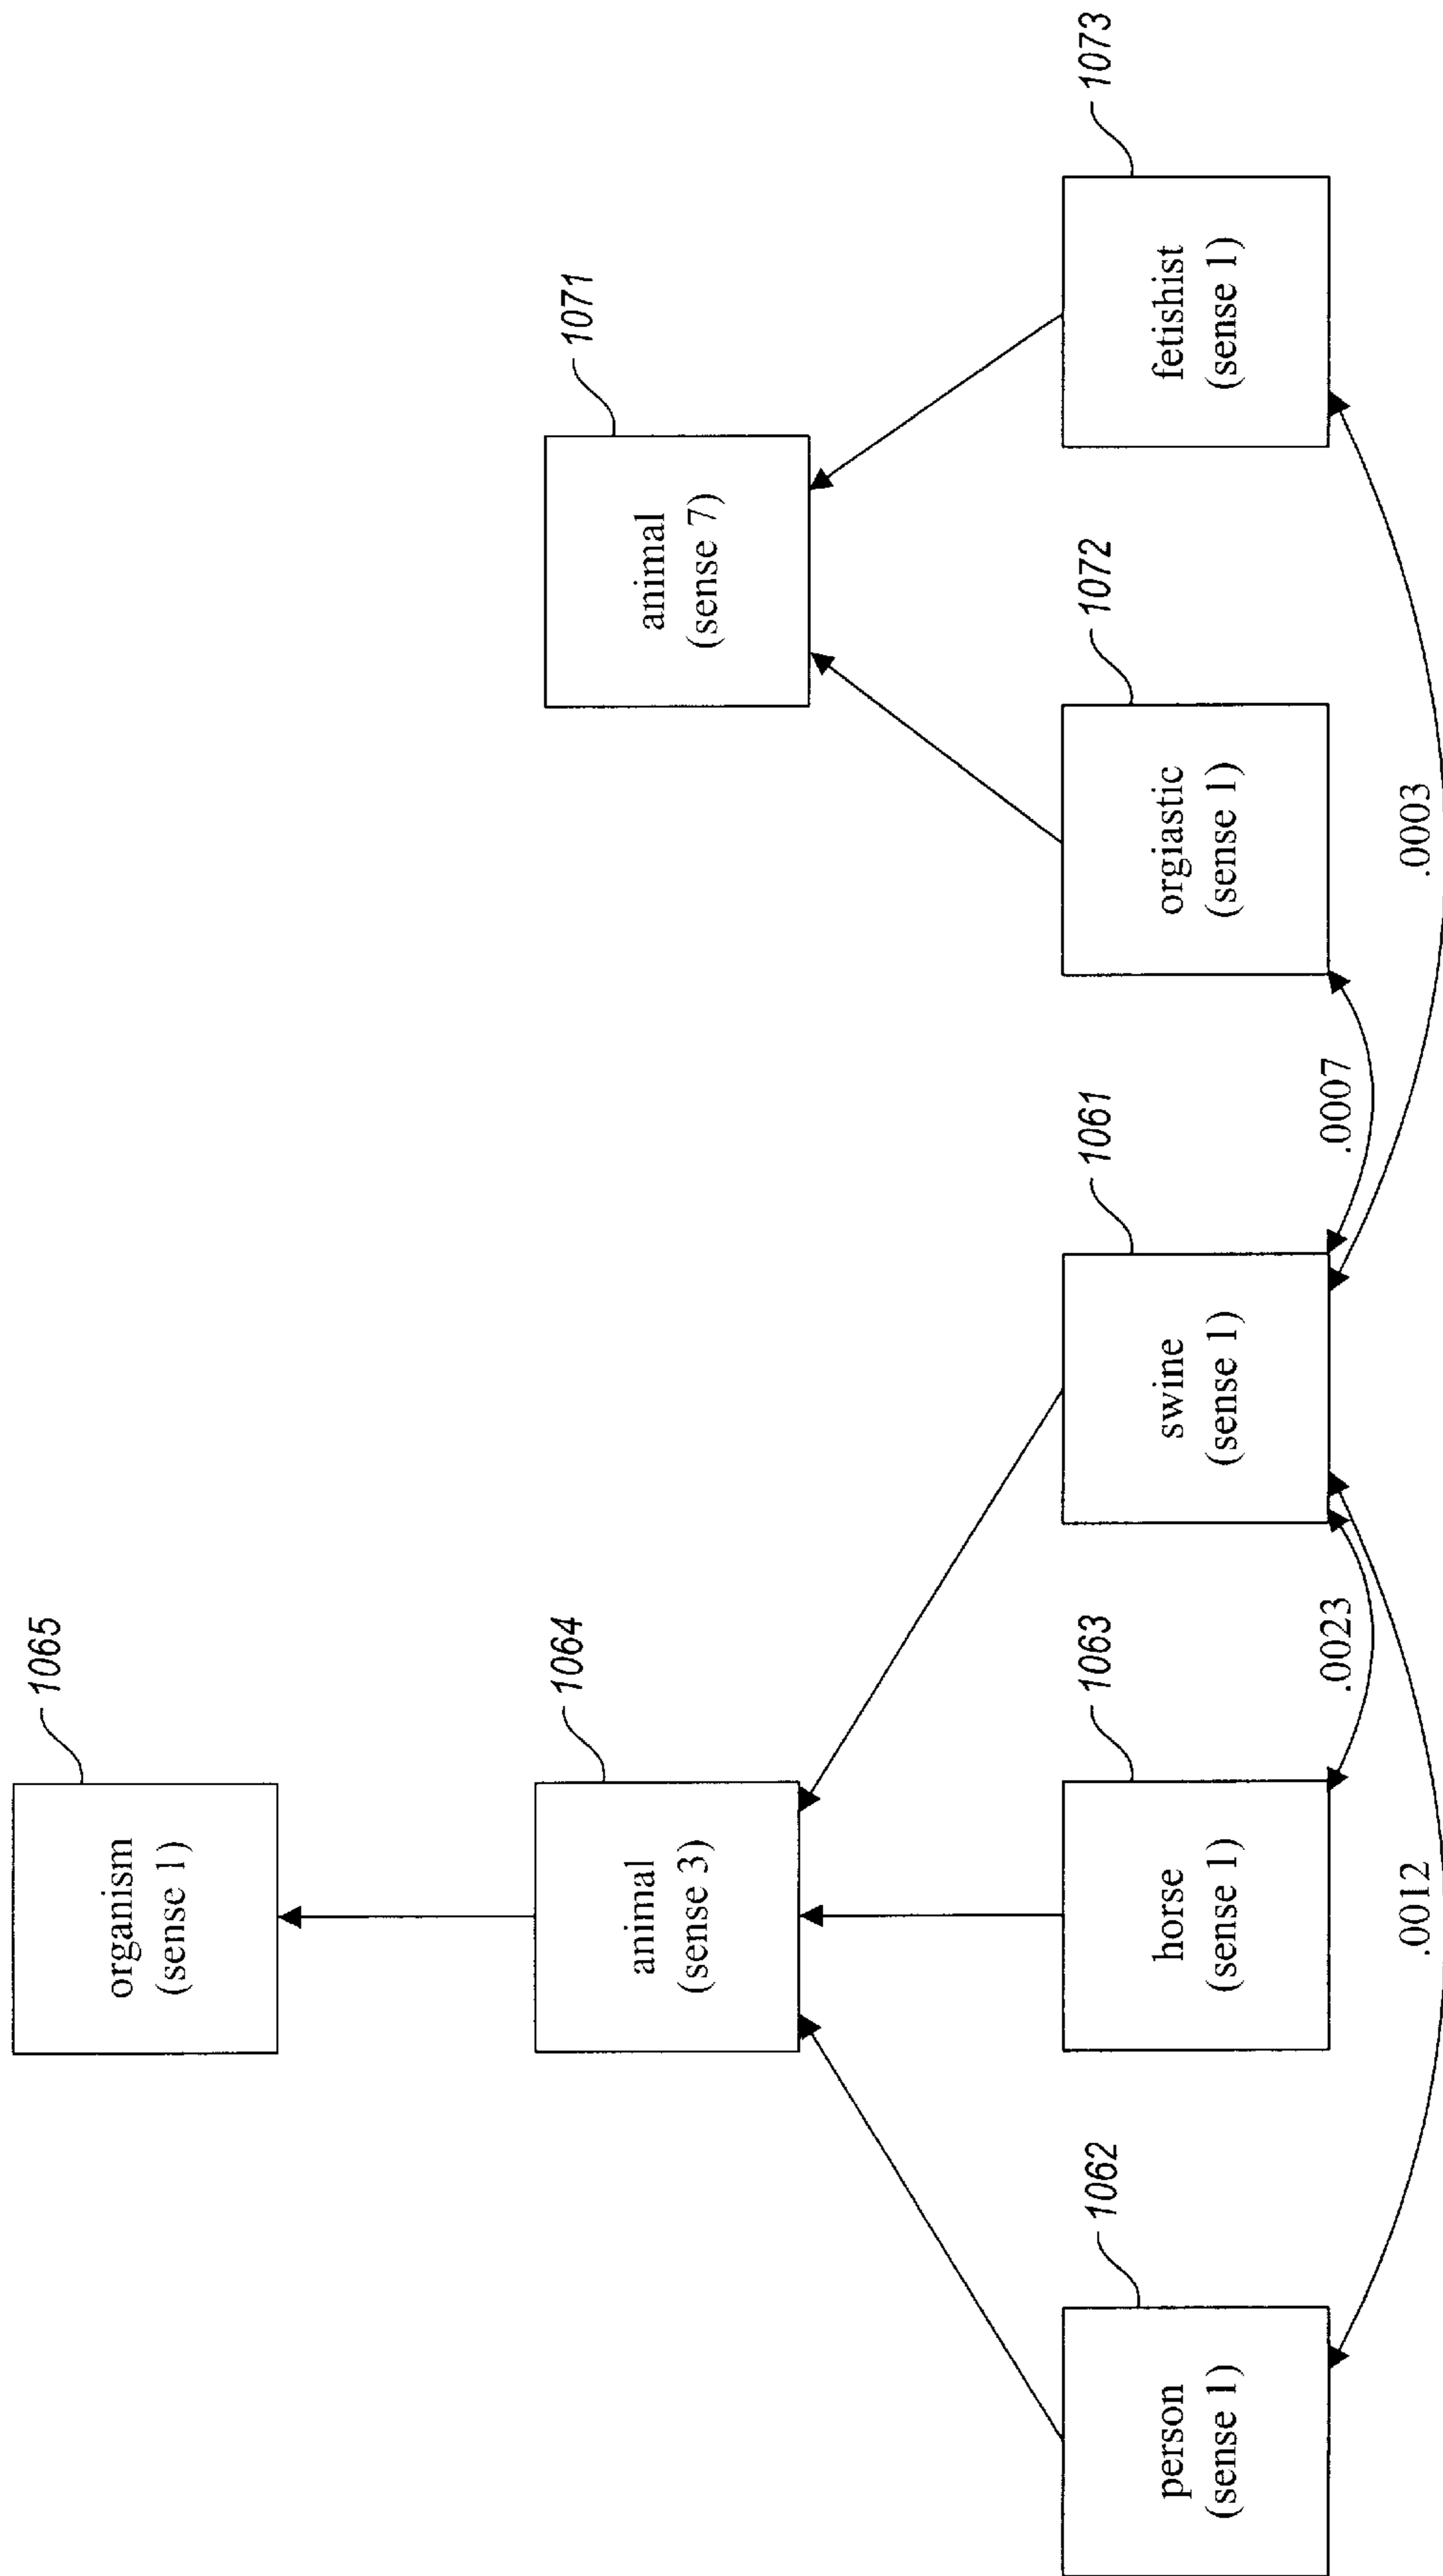 1065
organism
(sense 1)
1064
animal
(sense 3)
1071
animal
(sense 7)
1062
person
(sense 1)
1063
horse
(sense 1)
1061
swine
(sense 1)
1072
orgiastic
(sense 1)
1073
fetishist
(sense 1)
.0023
.0007
.0012
.0003